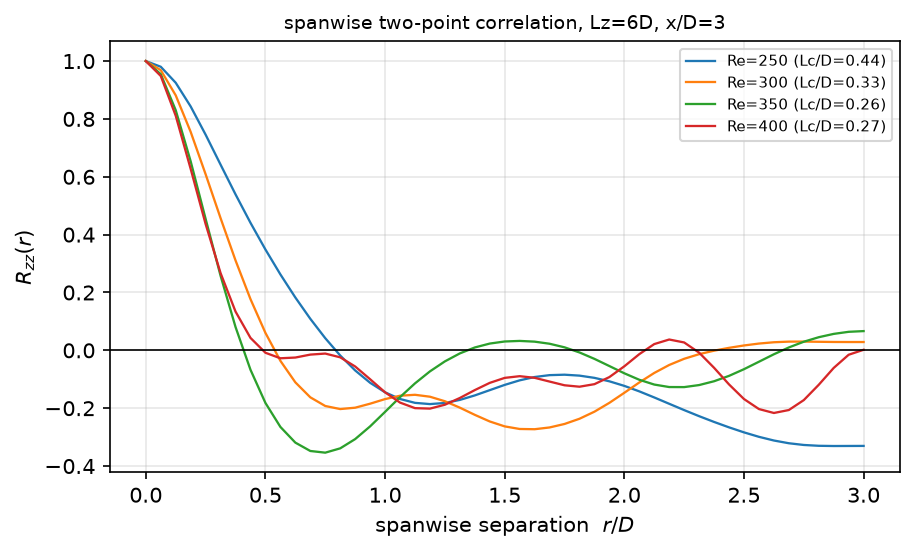 spanwise two-point correlation, Lz=6D, x/D=3
Re=250 (Lc/D=0.44)
Re=300 (Lc/D=0.33)
Re=350 (Lc/D=0.26)
Re=400 (Lc/D=0.27)
R_zz(r)
1.0
0.8
0.6
0.4
0.2
0.0
−0.2
−0.4
0.0 0.5 1.0 1.5 2.0 2.5 3.0
spanwise separation r/D